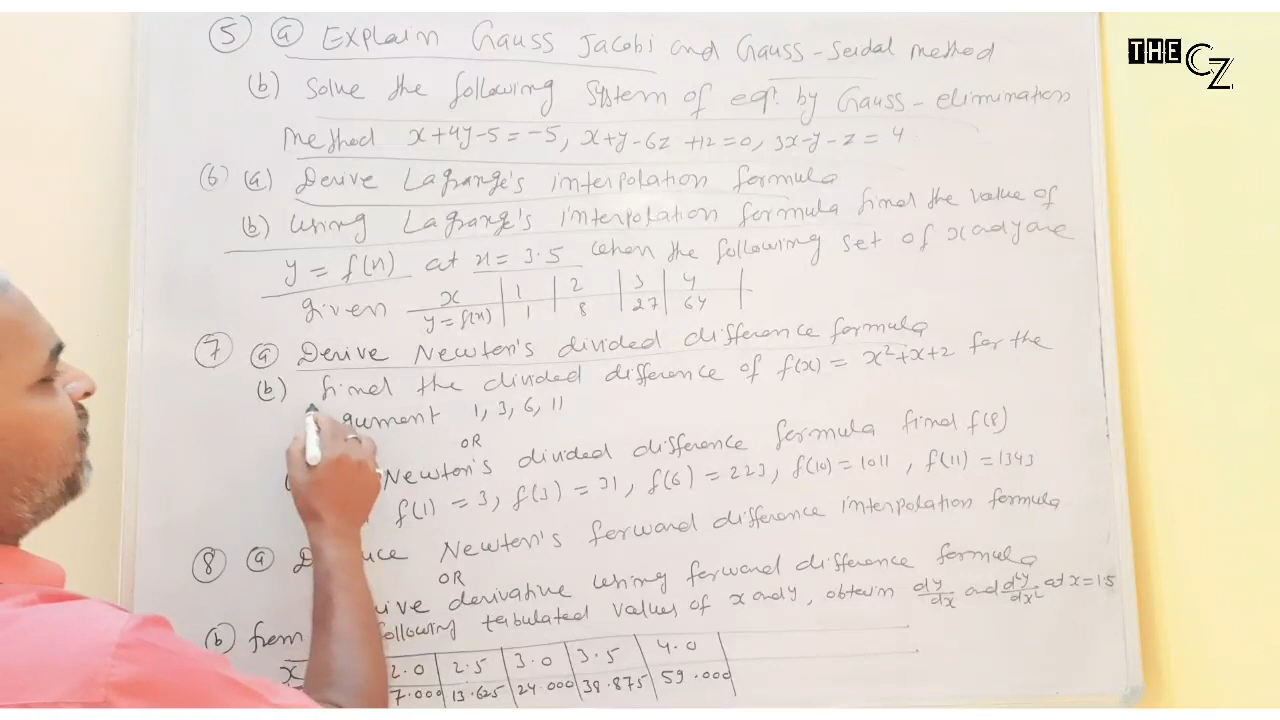 THE CZ
(5) (a) Explain Gauss Jacobi and Gauss-Seidal method
(b) Solve the following system of eqn. by Gauss-elimination
method x+4y-5=-5, x+y-6z+12=0, 3x-y-z=4
(6) (a) Derive Lagrange's interpolation formula
(b) Using Lagrange's interpolation formula find the value of
y = f(x) at x = 3.5 when the following set of x and y are
given x | 1 | 2 | 3 | 4 |
y=f(x) | 1 | 8 | 27 | 64 |
(7) (a) Derive Newton's divided difference formula
(b) find the divided difference of f(x) = x²+x+2 for the
gument 1, 3, 6, 11
OR
Newton's divided difference formula find f(8)
f(1) = 3, f(3) = 31, f(6) = 223, f(10) = 1011, f(11) = 1343
(8) (a) D uce Newton's forward difference interpolation formula
OR
ive derivative using forward difference formula
(b) from following tabulated values of x and y, obtain dy/dx and d²y/dx² at x=1.5
x 2.0 | 2.5 | 3.0 | 3.5 | 4.0
7.000 | 13.625 | 24.000 | 38.875 | 59.000